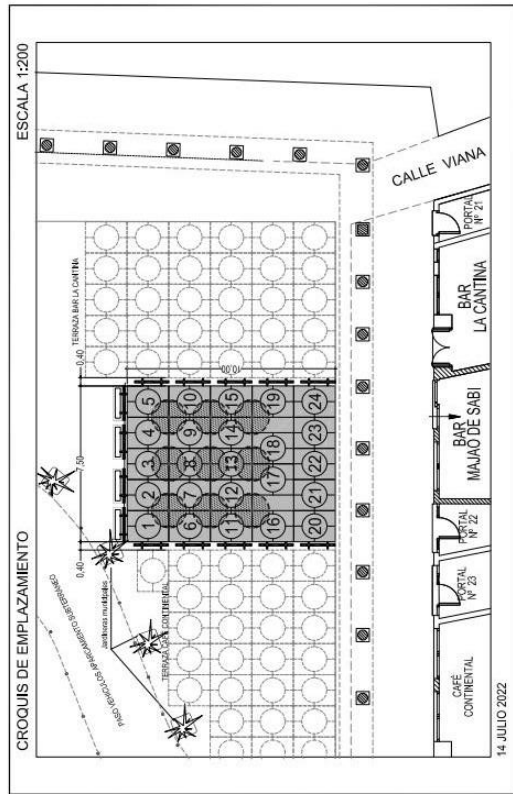 CROQUIS DE EMPLAZAMIENTO
ESCALA 1:200
PASO VEHICULOS APARCAMIENTO SUBTERRANEO
Jardineras municipales
TERRAZA CAFÉ CONTINENTAL
TERRAZA BAR LA CANTINA
0,40
7,50
0,40
10,00
1 2 3 4 5
6 7 8 9 10
11 12 13 14 15
16 17 18 19
20 21 22 23 24
CALLE VIANA
CAFÉ
CONTINENTAL
PORTAL
Nº 23
PORTAL
Nº 22
BAR
MAJAO DE SABI
BAR
LA CANTINA
PORTAL
Nº 21
14 JULIO 2022